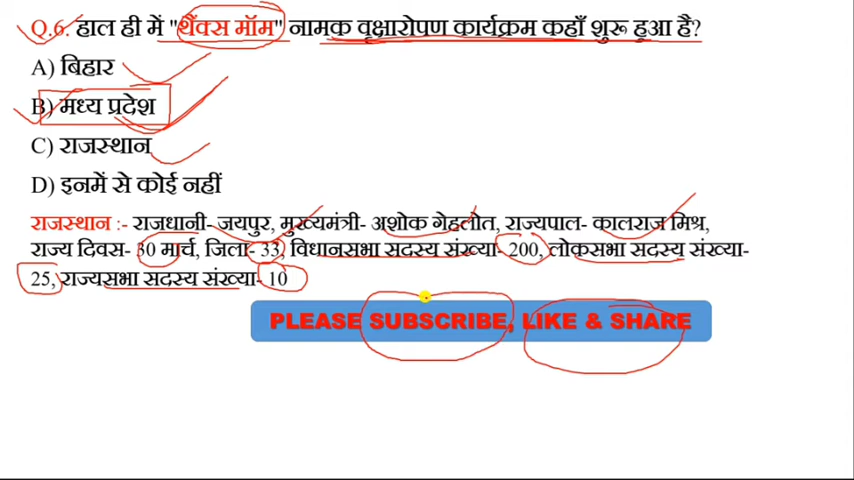 Q.6. हाल ही में "थैंक्स मॉम" नामक वृक्षारोपण कार्यक्रम कहाँ शुरू हुआ है?
A) बिहार
B) मध्य प्रदेश
C) राजस्थान
D) इनमें से कोई नहीं
राजस्थान :- राजधानी- जयपुर, मुख्यमंत्री- अशोक गेहलोत, राज्यपाल- कालराज मिश्र,
राज्य दिवस- 30 मार्च, जिला- 33, विधानसभा सदस्य संख्या- 200, लोकसभा सदस्य संख्या-
25, राज्यसभा सदस्य संख्या- 10
PLEASE SUBSCRIBE, LIKE & SHARE